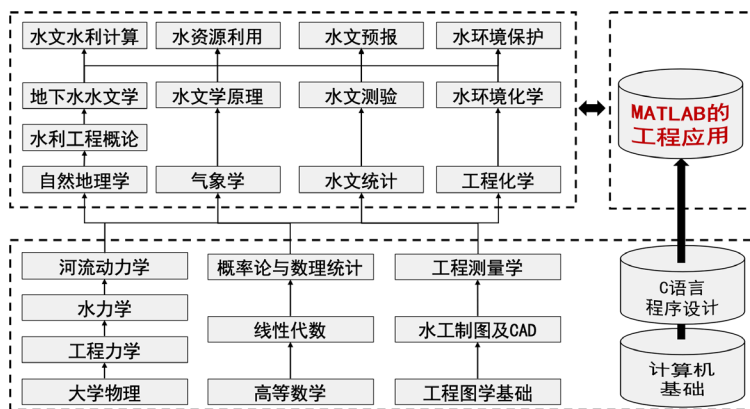 水文水利计算
水资源利用
水文预报
水环境保护
地下水水文学
水文学原理
水文测验
水环境化学
MATLAB的
工程应用
水利工程概论
自然地理学
气象学
水文统计
工程化学
河流动力学
概率论与数理统计
工程测量学
C语言
程序设计
水力学
线性代数
水工制图及CAD
工程力学
计算机
基础
大学物理
高等数学
工程图学基础